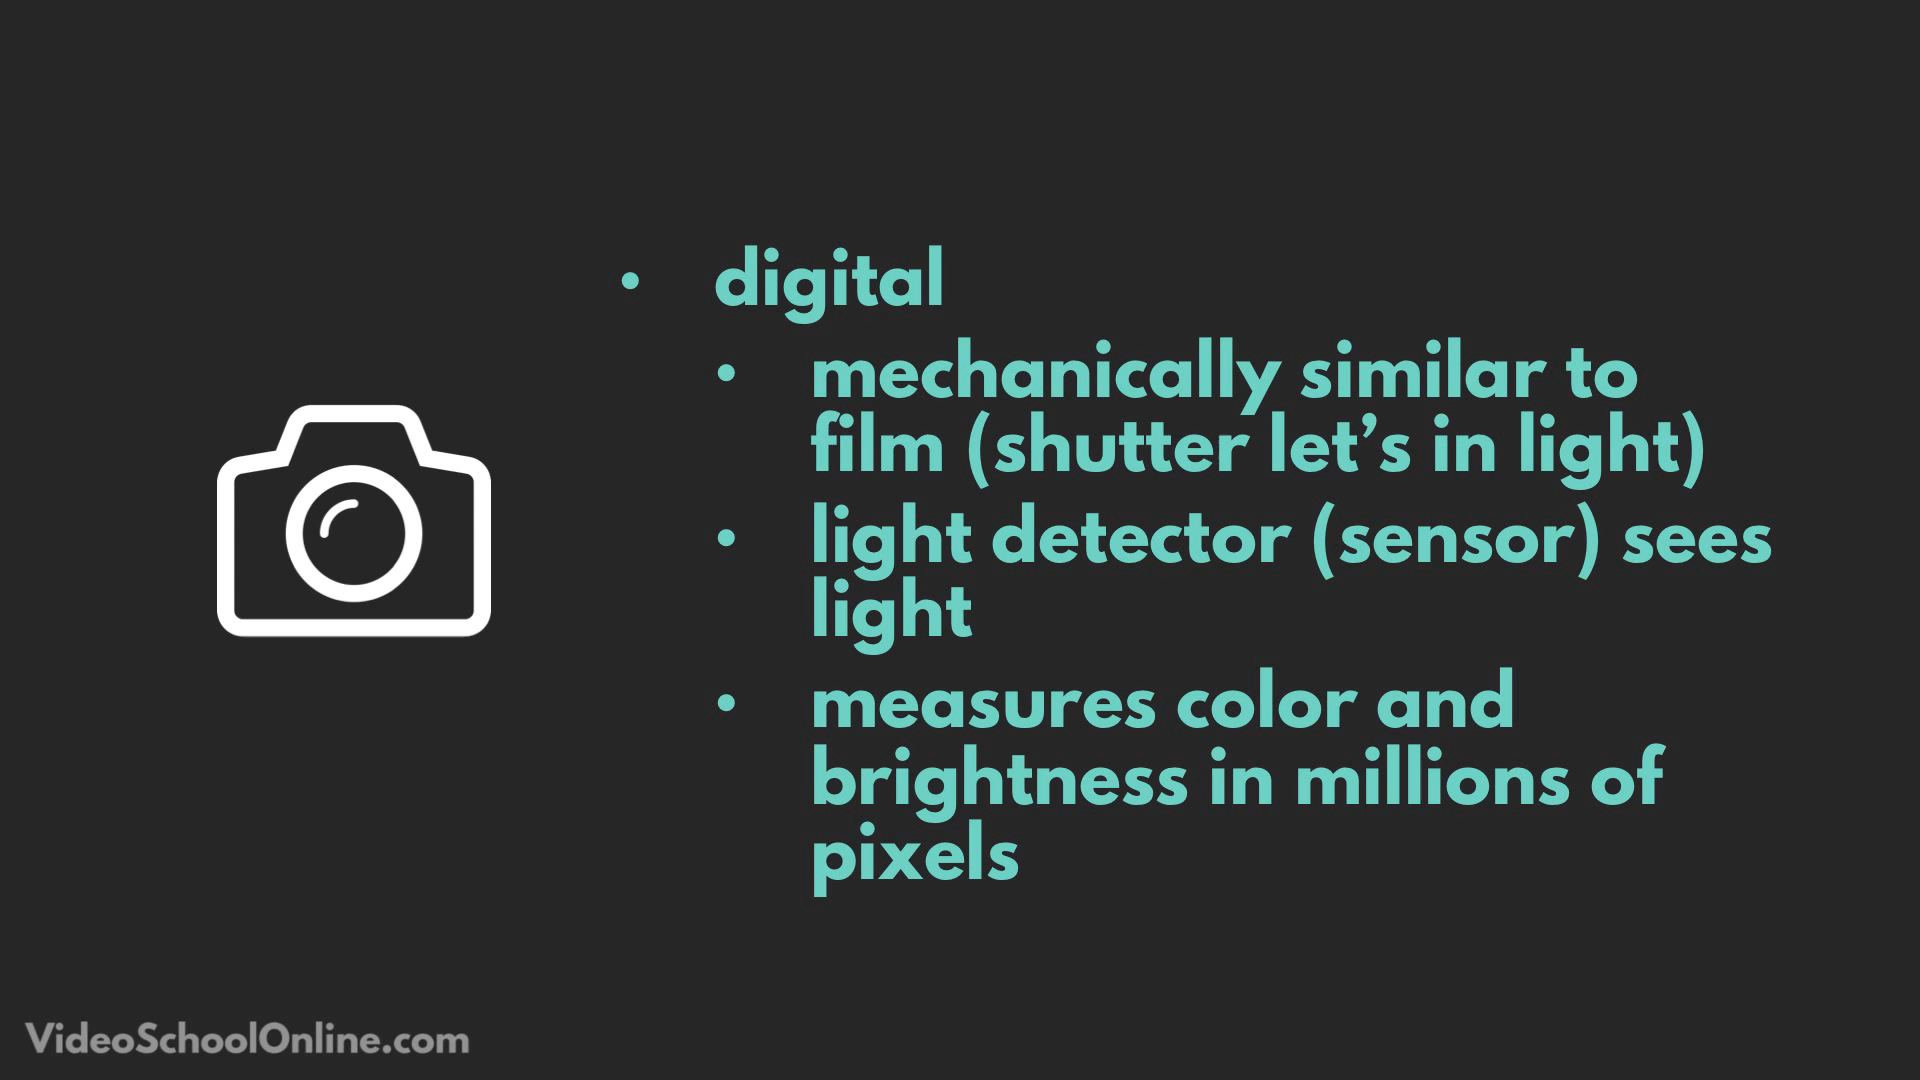 • digital
• mechanically similar to
film (shutter let’s in light)
• light detector (sensor) sees
light
• measures color and
brightness in millions of
pixels
VideoSchoolOnline.com